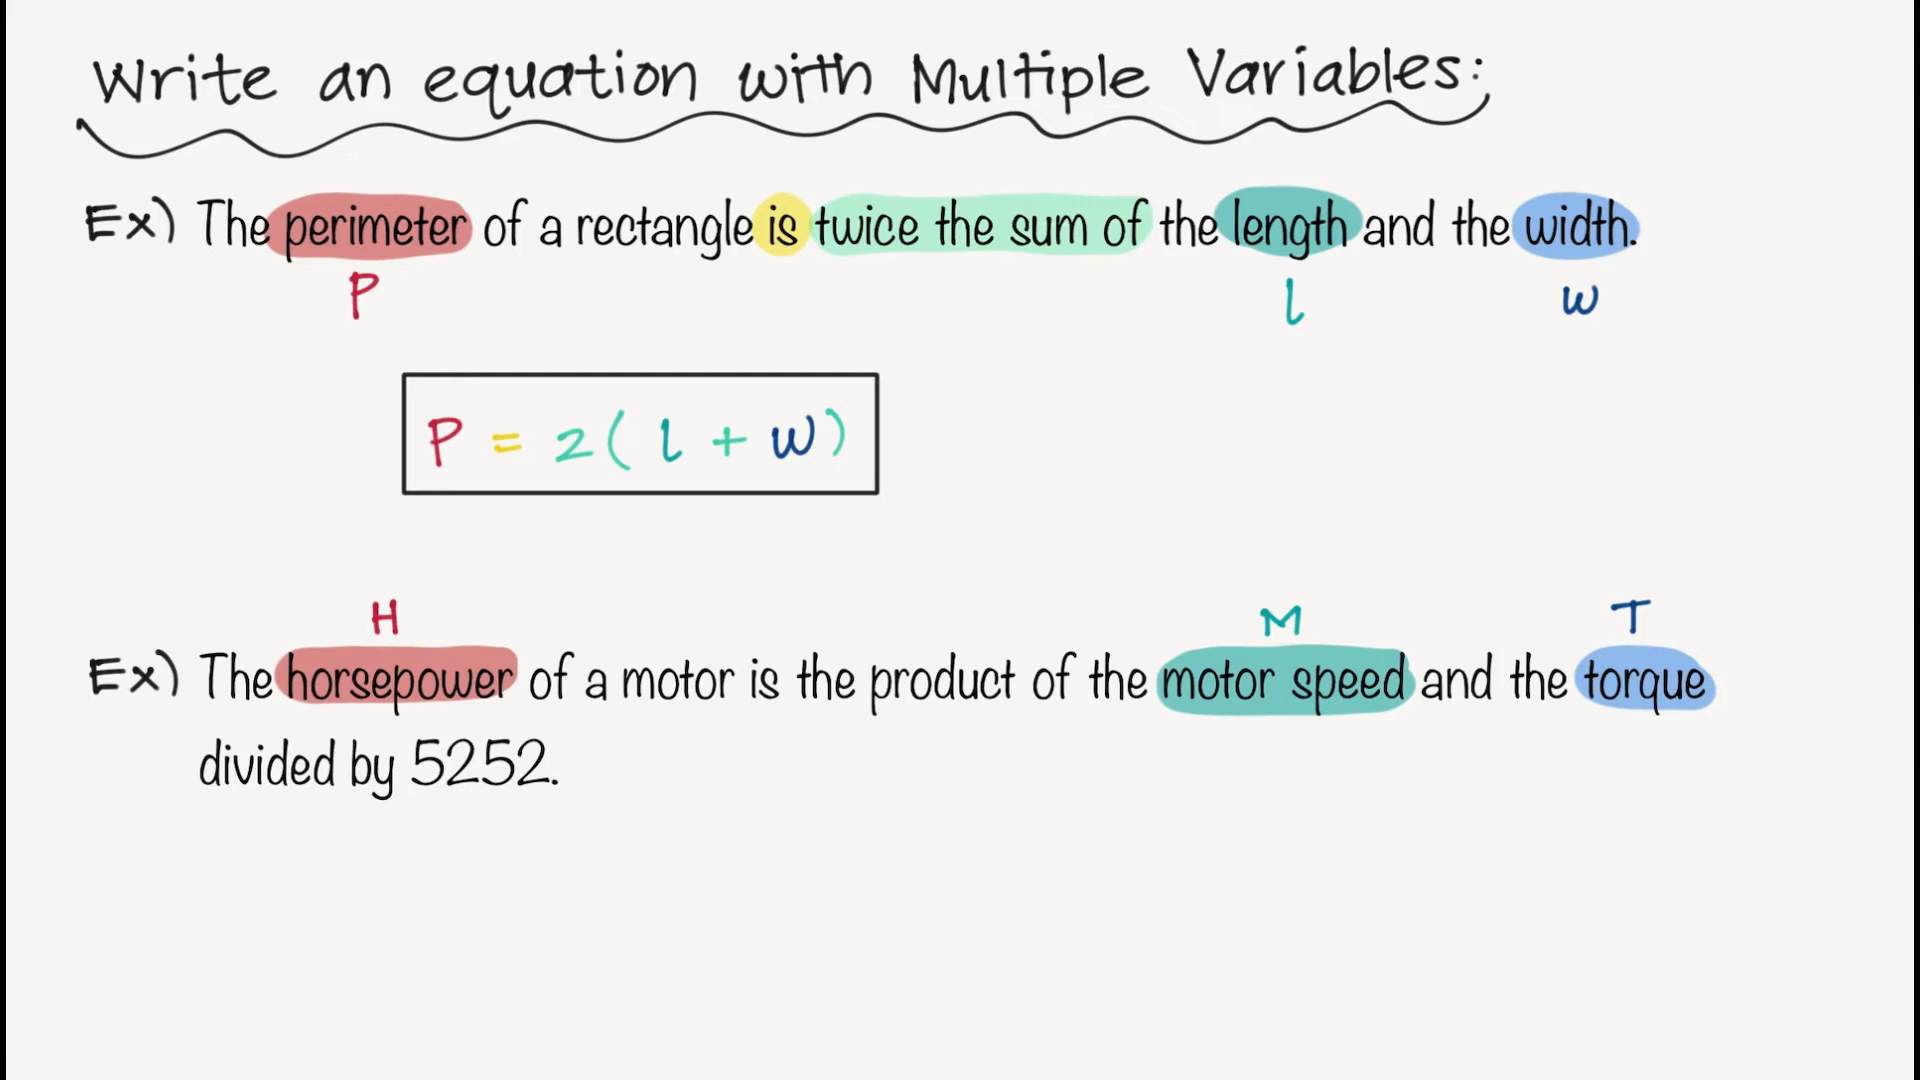 Write an equation with Multiple Variables:
Ex) The perimeter of a rectangle is twice the sum of the length and the width.
P l w
P = 2( l + w )
H M T
Ex) The horsepower of a motor is the product of the motor speed and the torque
divided by 5252.